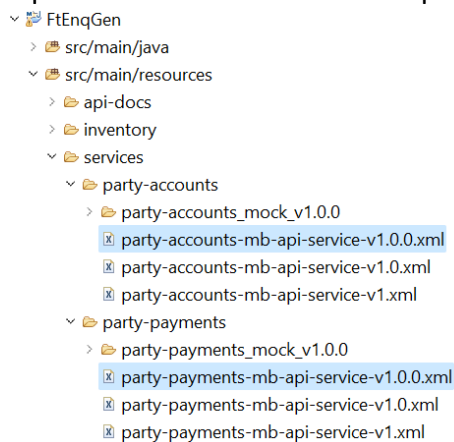 FtEnqGen
src/main/java
src/main/resources
api-docs
inventory
services
party-accounts
party-accounts_mock_v1.0.0
party-accounts-mb-api-service-v1.0.0.xml
party-accounts-mb-api-service-v1.0.xml
party-accounts-mb-api-service-v1.xml
party-payments
party-payments_mock_v1.0.0
party-payments-mb-api-service-v1.0.0.xml
party-payments-mb-api-service-v1.0.xml
party-payments-mb-api-service-v1.xml